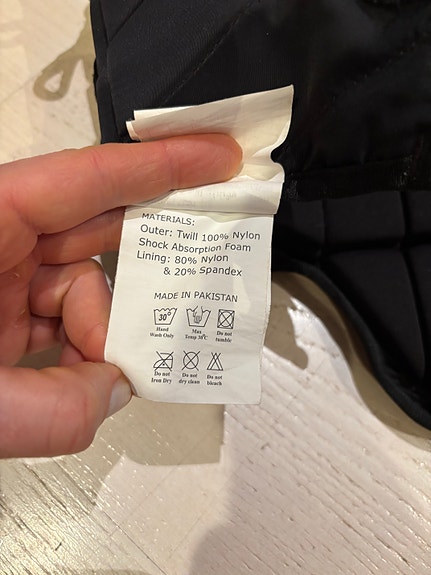 MATERIALS:
Outer: Twill 100% Nylon
Shock Absorption Foam
Lining: 80% Nylon
& 20% Spandex
MADE IN PAKISTAN
30°
Hand Wash Only
Max Temp 30°C
Do not tumble
Do not Iron Dry
Do not dry clean
Do not bleach